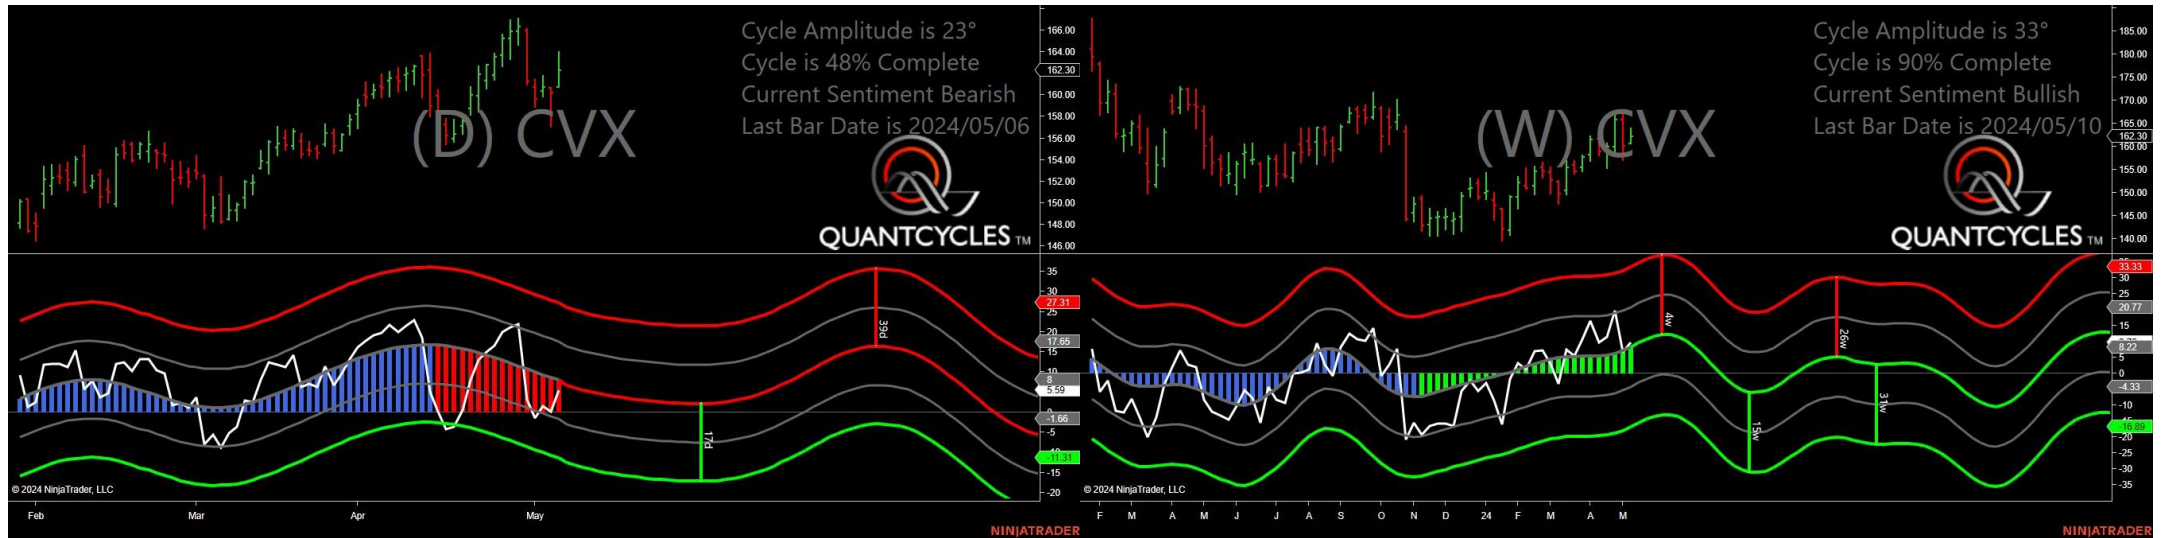 Cycle Amplitude is 23°
Cycle is 48% Complete
Current Sentiment Bearish
Last Bar Date is 2024/05/06
(D) CVX
QUANTCYCLES TM
166.00
164.00
162.30
160.00
158.00
156.00
154.00
152.00
150.00
148.00
146.00
35
30
27.31
25
20
17.65
15
10
8
5.59
-1.66
-5
-11.31
-15
-20
39d
17d
© 2024 NinjaTrader, LLC
Feb Mar Apr May
NINJATRADER
Cycle Amplitude is 33°
Cycle is 90% Complete
Current Sentiment Bullish
Last Bar Date is 2024/05/10
(W) CVX
QUANTCYCLES TM
185.00
180.00
175.00
170.00
165.00
162.30
160.00
155.00
150.00
145.00
140.00
33.33
30
25
20.77
15
8.22
5
0
-4.33
-10
-16.89
-20
-25
-30
-35
4w
26w
15w
31w
© 2024 NinjaTrader, LLC
F M A M J J A S O N D 24 F M A M
NINJATRADER